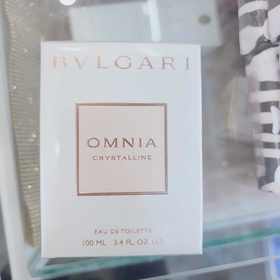 BVLGARI
OMNIA
CRYSTALLINE
EAU DE TOILETTE
100 ML 3.4 FL. OZ.